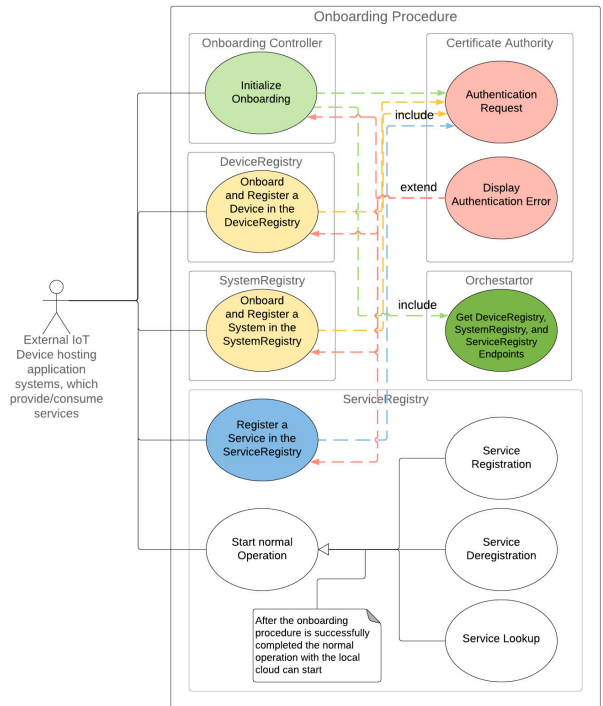 Onboarding Procedure
Onboarding Controller
Certificate Authority
Initialize
Onboarding
Authentication
Request
include
DeviceRegistry
Onboard
and Register a
Device in the
DeviceRegistry
extend
Display
Authentication Error
SystemRegistry
Onboard
and Register a
System in the
SystemRegistry
include
Orchestartor
Get DeviceRegistry,
SystemRegistry, and
ServiceRegistry
Endpoints
External IoT
Device hosting
application
systems, which
provide/consume
services
ServiceRegistry
Register a
Service in the
ServiceRegistry
Service
Registration
Start normal
Operation
Service
Deregistration
After the onboarding
procedure is successfully
completed the normal
operation with the local
cloud can start
Service Lookup